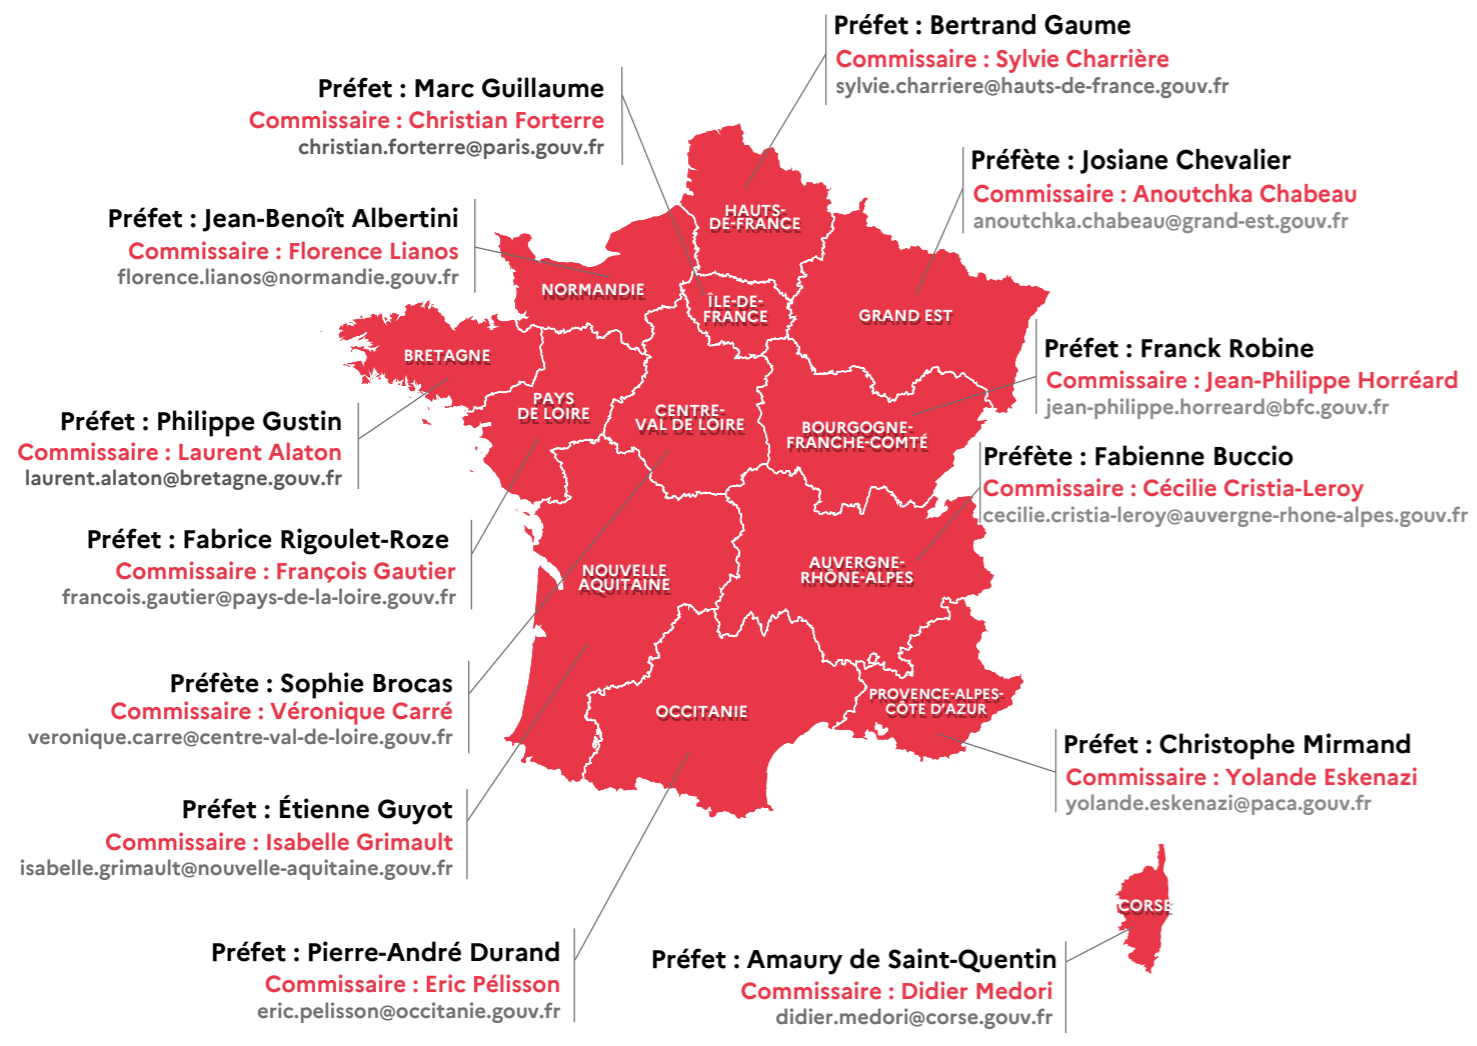 Préfet : Bertrand Gaume
Commissaire : Sylvie Charrière
sylvie.charriere@hauts-de-france.gouv.fr
Préfet : Marc Guillaume
Commissaire : Christian Forterre
christian.forterre@paris.gouv.fr
Préfète : Josiane Chevalier
Commissaire : Anoutchka Chabeau
anoutchka.chabeau@grand-est.gouv.fr
Préfet : Jean-Benoît Albertini
Commissaire : Florence Lianos
florence.lianos@normandie.gouv.fr
HAUTS-
DE-FRANCE
NORMANDIE
ÎLE-DE-
FRANCE
GRAND EST
BRETAGNE
Préfet : Franck Robine
Commissaire : Jean-Philippe Horréard
jean-philippe.horreard@bfc.gouv.fr
PAYS
DE LOIRE
CENTRE-
VAL DE LOIRE
BOURGOGNE-
FRANCHE-COMTÉ
Préfet : Philippe Gustin
Commissaire : Laurent Alaton
laurent.alaton@bretagne.gouv.fr
Préfète : Fabienne Buccio
Commissaire : Cécilie Cristia-Leroy
cecilie.cristia-leroy@auvergne-rhone-alpes.gouv.fr
Préfet : Fabrice Rigoulet-Roze
Commissaire : François Gautier
francois.gautier@pays-de-la-loire.gouv.fr
NOUVELLE
AQUITAINE
AUVERGNE-
RHÔNE-ALPES
Préfète : Sophie Brocas
Commissaire : Véronique Carré
veronique.carre@centre-val-de-loire.gouv.fr
OCCITANIE
PROVENCE-ALPES-
CÔTE D'AZUR
Préfet : Christophe Mirmand
Commissaire : Yolande Eskenazi
yolande.eskenazi@paca.gouv.fr
Préfet : Étienne Guyot
Commissaire : Isabelle Grimault
isabelle.grimault@nouvelle-aquitaine.gouv.fr
CORSE
Préfet : Pierre-André Durand
Commissaire : Eric Pélisson
eric.pelisson@occitanie.gouv.fr
Préfet : Amaury de Saint-Quentin
Commissaire : Didier Medori
didier.medori@corse.gouv.fr